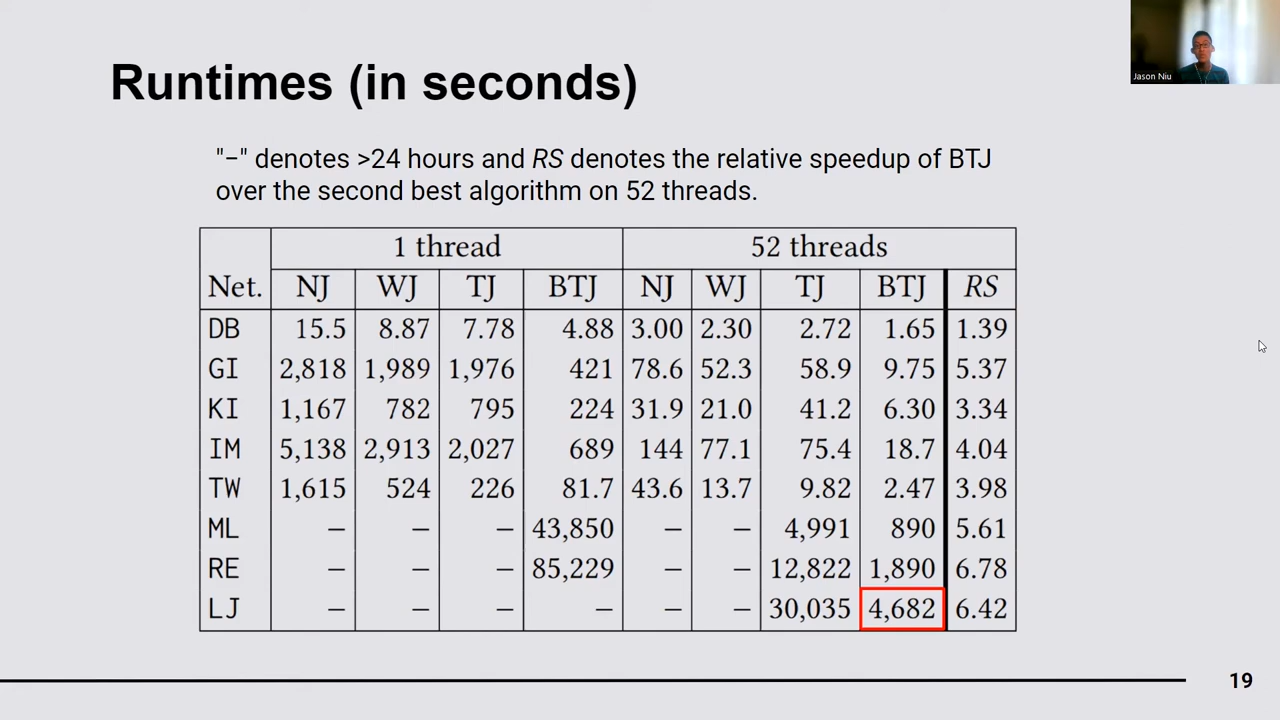 Jason Niu
Runtimes (in seconds)
"−" denotes >24 hours and RS denotes the relative speedup of BTJ
over the second best algorithm on 52 threads.
1 thread 52 threads
Net. NJ WJ TJ BTJ NJ WJ TJ BTJ RS
DB 15.5 8.87 7.78 4.88 3.00 2.30 2.72 1.65 1.39
GI 2,818 1,989 1,976 421 78.6 52.3 58.9 9.75 5.37
KI 1,167 782 795 224 31.9 21.0 41.2 6.30 3.34
IM 5,138 2,913 2,027 689 144 77.1 75.4 18.7 4.04
TW 1,615 524 226 81.7 43.6 13.7 9.82 2.47 3.98
ML − − − 43,850 − − 4,991 890 5.61
RE − − − 85,229 − − 12,822 1,890 6.78
LJ − − − − − − 30,035 4,682 6.42
19